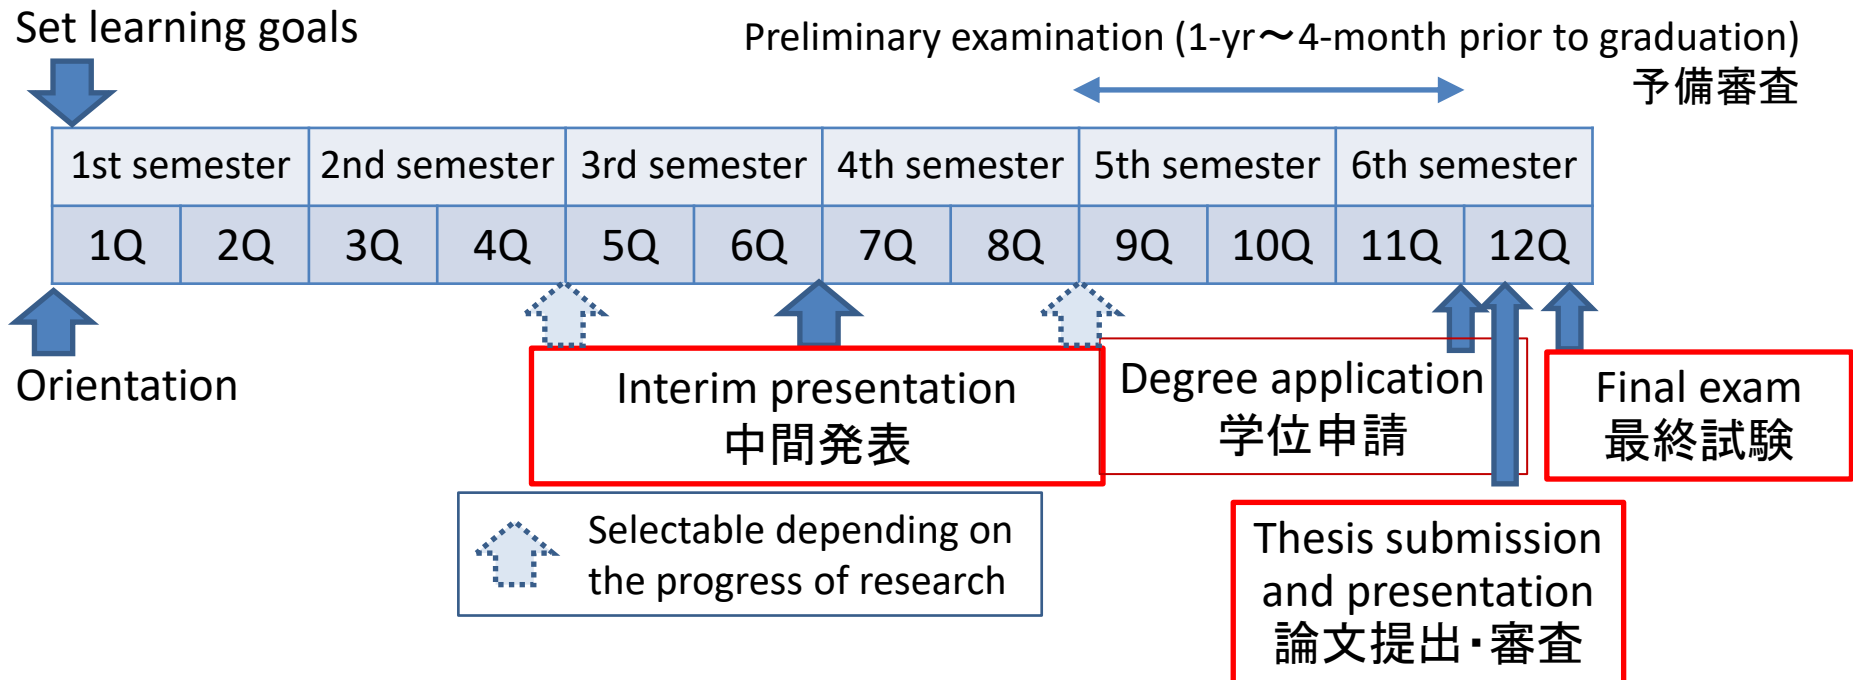 Set learning goals
Preliminary examination (1-yr～4-month prior to graduation)
予備審査
1st semester 2nd semester 3rd semester 4th semester 5th semester 6th semester
1Q 2Q 3Q 4Q 5Q 6Q 7Q 8Q 9Q 10Q 11Q 12Q
Orientation
Interim presentation
中間発表
Degree application
学位申請
Final exam
最終試験
Selectable depending on
the progress of research
Thesis submission
and presentation
論文提出・審査